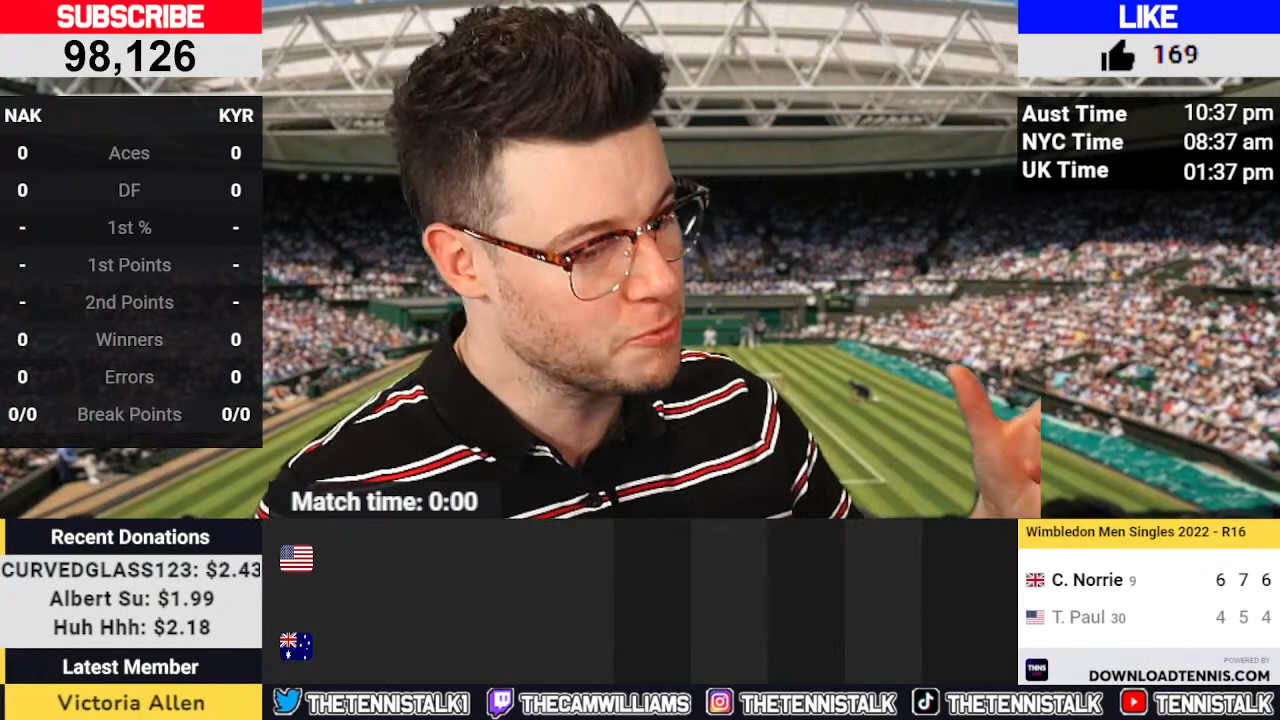 SUBSCRIBE
98,126
NAK KYR
0 Aces 0
0 DF 0
- 1st % -
- 1st Points -
- 2nd Points -
0 Winners 0
0 Errors 0
0/0 Break Points 0/0
Match time: 0:00
LIKE
169
Aust Time 10:37 pm
NYC Time 08:37 am
UK Time 01:37 pm
Recent Donations
CURVEDGLASS123: $2.43
Albert Su: $1.99
Huh Hhh: $2.18
Latest Member
Victoria Allen
Wimbledon Men Singles 2022 - R16
C. Norrie 9 6 7 6
T. Paul 30 4 5 4
TNNS
POWERED BY
DOWNLOADTENNIS.COM
THETENNISTALK1 THECAMWILLIAMS THETENNISTALK THETENNISTALK TENNISTALK